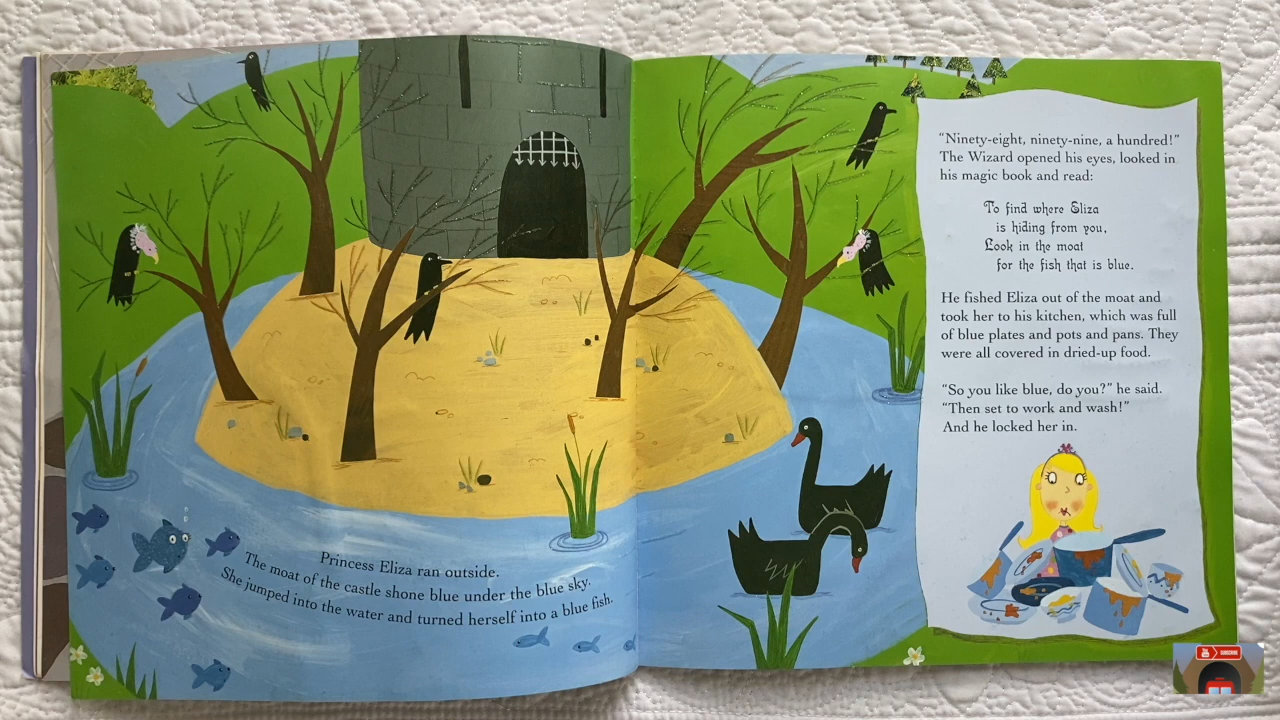 Princess Eliza ran outside.
The moat of the castle shone blue under the blue sky.
She jumped into the water and turned herself into a blue fish.
“Ninety-eight, ninety-nine, a hundred!”
The Wizard opened his eyes, looked in
his magic book and read:
To find where Eliza
is hiding from you,
Look in the moat
for the fish that is blue.
He fished Eliza out of the moat and
took her to his kitchen, which was full
of blue plates and pots and pans. They
were all covered in dried-up food.
“So you like blue, do you?” he said.
“Then set to work and wash!”
And he locked her in.
SUBSCRIBE